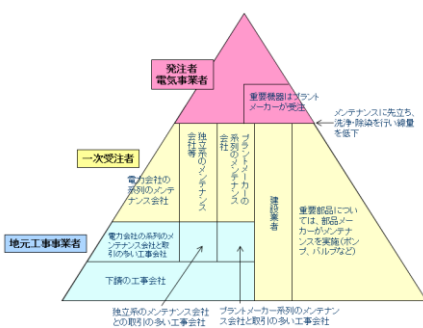 発注者
電気事業者
重要機器はプラント
メーカーが受注
メンテナンスに先立ち、
洗浄・除染を行い線量
を低下
一次受注者
電力会社の
系列のメンテ
ナンス会社
独立系のメンテナンス
会社等
プラントメーカーの
系列のメンテナンス
会社
建設業者
重要部品につい
ては、部品メー
カーがメンテナ
ンスを実施(ポン
プ、バルブなど)
地元工事事業者
電力会社の系列のメ
ンテナンス会社と取
引の多い工事会社
下請の工事会社
独立系のメンテナンス会社
との取引の多い工事会社
プラントメーカー系列のメンテナン
ス会社と取引の多い工事会社